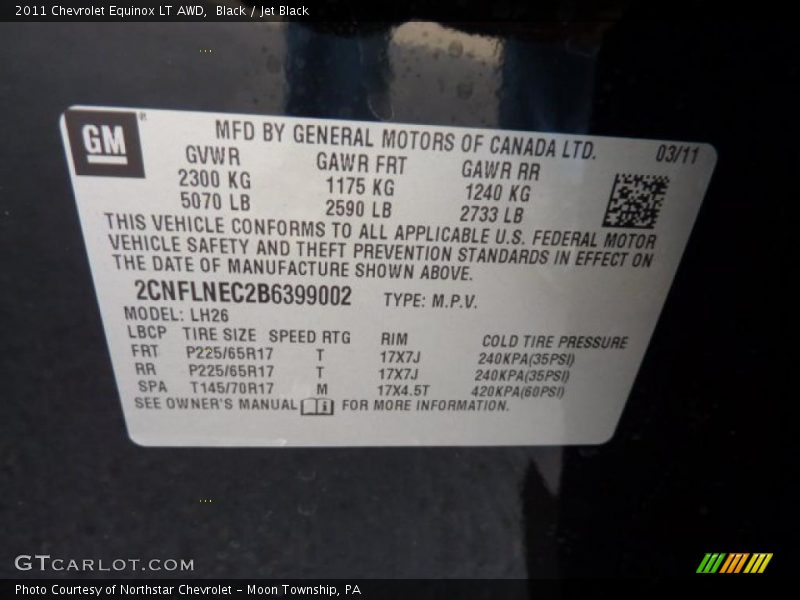 2011 Chevrolet Equinox LT AWD, Black / Jet Black
GM ®
MFD BY GENERAL MOTORS OF CANADA LTD. 03/11
GVWR GAWR FRT GAWR RR
2300 KG 1175 KG 1240 KG
5070 LB 2590 LB 2733 LB
THIS VEHICLE CONFORMS TO ALL APPLICABLE U.S. FEDERAL MOTOR
VEHICLE SAFETY AND THEFT PREVENTION STANDARDS IN EFFECT ON
THE DATE OF MANUFACTURE SHOWN ABOVE.
2CNFLNEC2B6399002 TYPE: M.P.V.
MODEL: LH26
LBCP TIRE SIZE SPEED RTG RIM COLD TIRE PRESSURE
FRT P225/65R17 T 17X7J 240KPA(35PSI)
RR P225/65R17 T 17X7J 240KPA(35PSI)
SPA T145/70R17 M 17X4.5T 420KPA(60PSI)
SEE OWNER'S MANUAL FOR MORE INFORMATION.
GTCARLOT.COM
Photo Courtesy of Northstar Chevrolet - Moon Township, PA